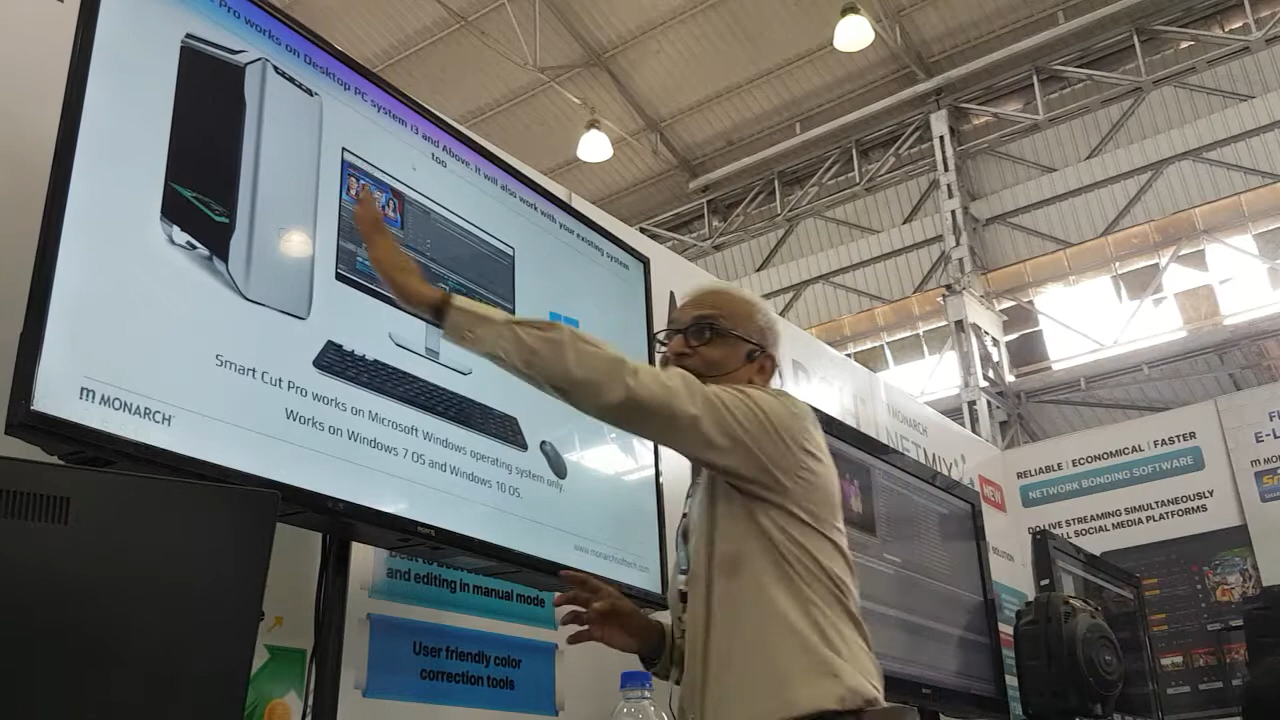 Pro works on Desktop PC system i3 and Above. It will also work with your existing system
too
Smart Cut Pro works on Microsoft Windows operating system only.
Works on Windows 7 OS and Windows 10 OS.
m MONARCH
www.monarchsoftech.com
SONY
and editing in manual mode
User friendly color
correction tools
MONARCH
NETMIX
NEW
SOLUTION
RELIABLE | ECONOMICAL | FASTER
NETWORK BONDING SOFTWARE
DO LIVE STREAMING SIMULTANEOUSLY
SOCIAL MEDIA PLATFORMS